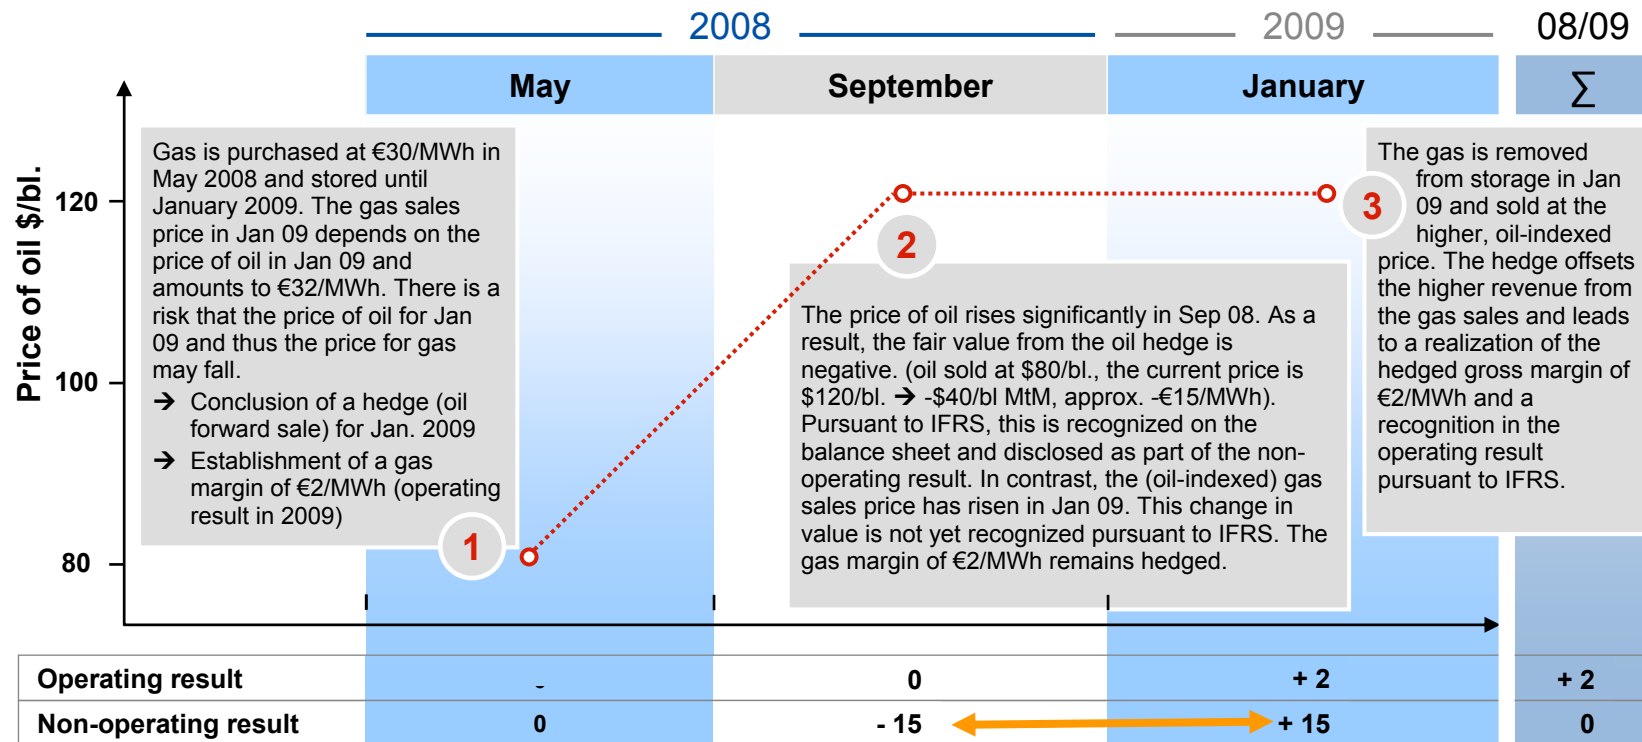 2008
2009
08/09
May
September
January
∑
Price of oil $/bl.
120
100
80
Gas is purchased at €30/MWh in
May 2008 and stored until
January 2009. The gas sales
price in Jan 09 depends on the
price of oil in Jan 09 and
amounts to €32/MWh. There is a
risk that the price of oil for Jan
09 and thus the price for gas
may fall.
➔ Conclusion of a hedge (oil
forward sale) for Jan. 2009
➔ Establishment of a gas
margin of €2/MWh (operating
result in 2009)
1
2
The price of oil rises significantly in Sep 08. As a
result, the fair value from the oil hedge is
negative. (oil sold at $80/bl., the current price is
$120/bl. ➔ -$40/bl MtM, approx. -€15/MWh).
Pursuant to IFRS, this is recognized on the
balance sheet and disclosed as part of the non-
operating result. In contrast, the (oil-indexed) gas
sales price has risen in Jan 09. This change in
value is not yet recognized pursuant to IFRS. The
gas margin of €2/MWh remains hedged.
3
The gas is removed
from storage in Jan
09 and sold at the
higher, oil-indexed
price. The hedge offsets
the higher revenue from
the gas sales and leads
to a realization of the
hedged gross margin of
€2/MWh and a
recognition in the
operating result
pursuant to IFRS.
Operating result 0 + 2 + 2
Non-operating result 0 - 15 + 15 0